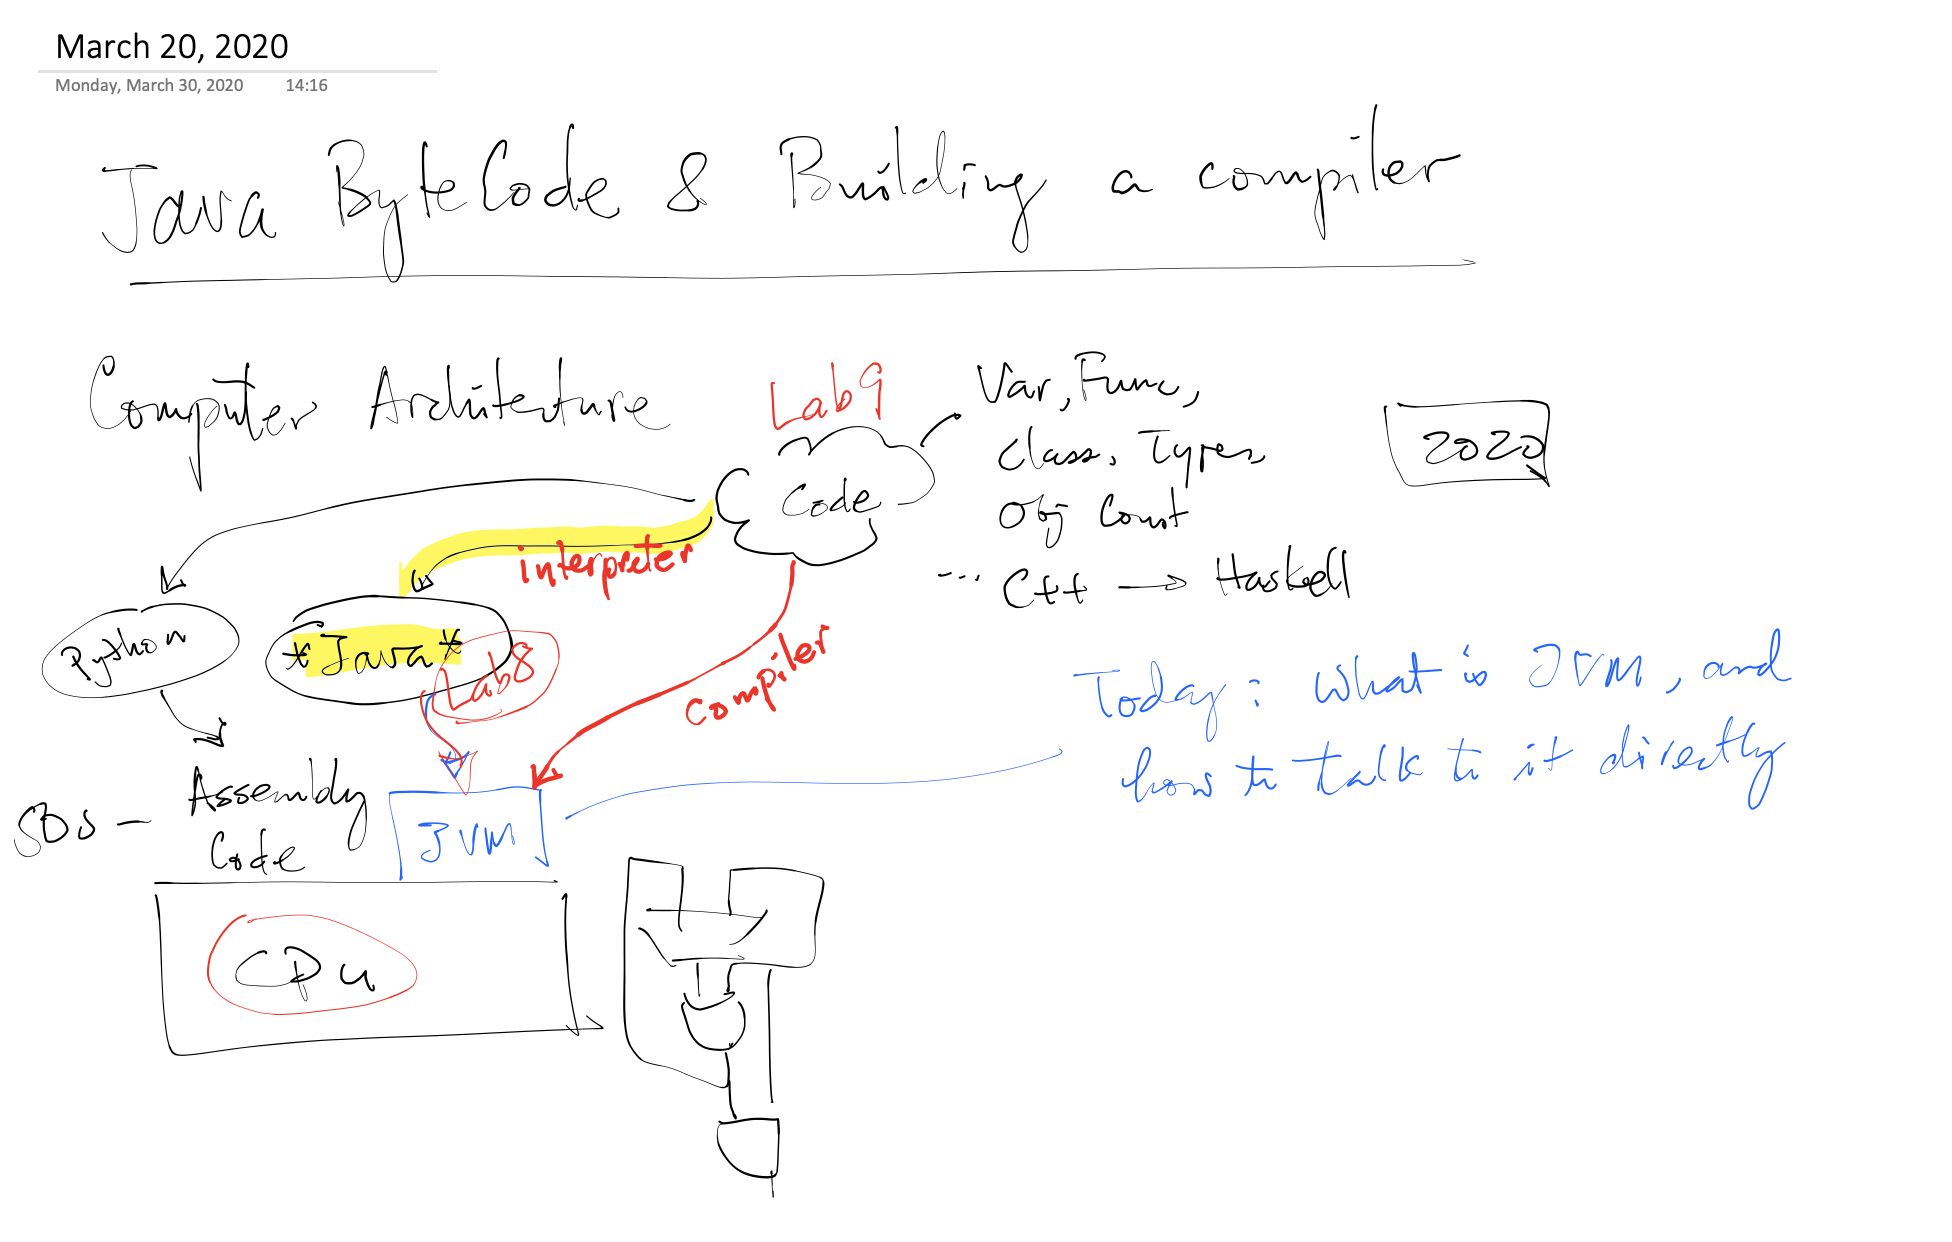 March 20, 2020
Monday, March 30, 2020 14:16
Java ByteCode & Building a compiler
Computer Architecture
Lab9
Code
Var, Func,
Class, Types
Obj Const
... C++ → Haskell
2020
interpreter
Python
*Java*
Lab8
Compiler
Today: What is JVM, and
how to talk to it directly
50s - Assembly
Code
JVM
CPU